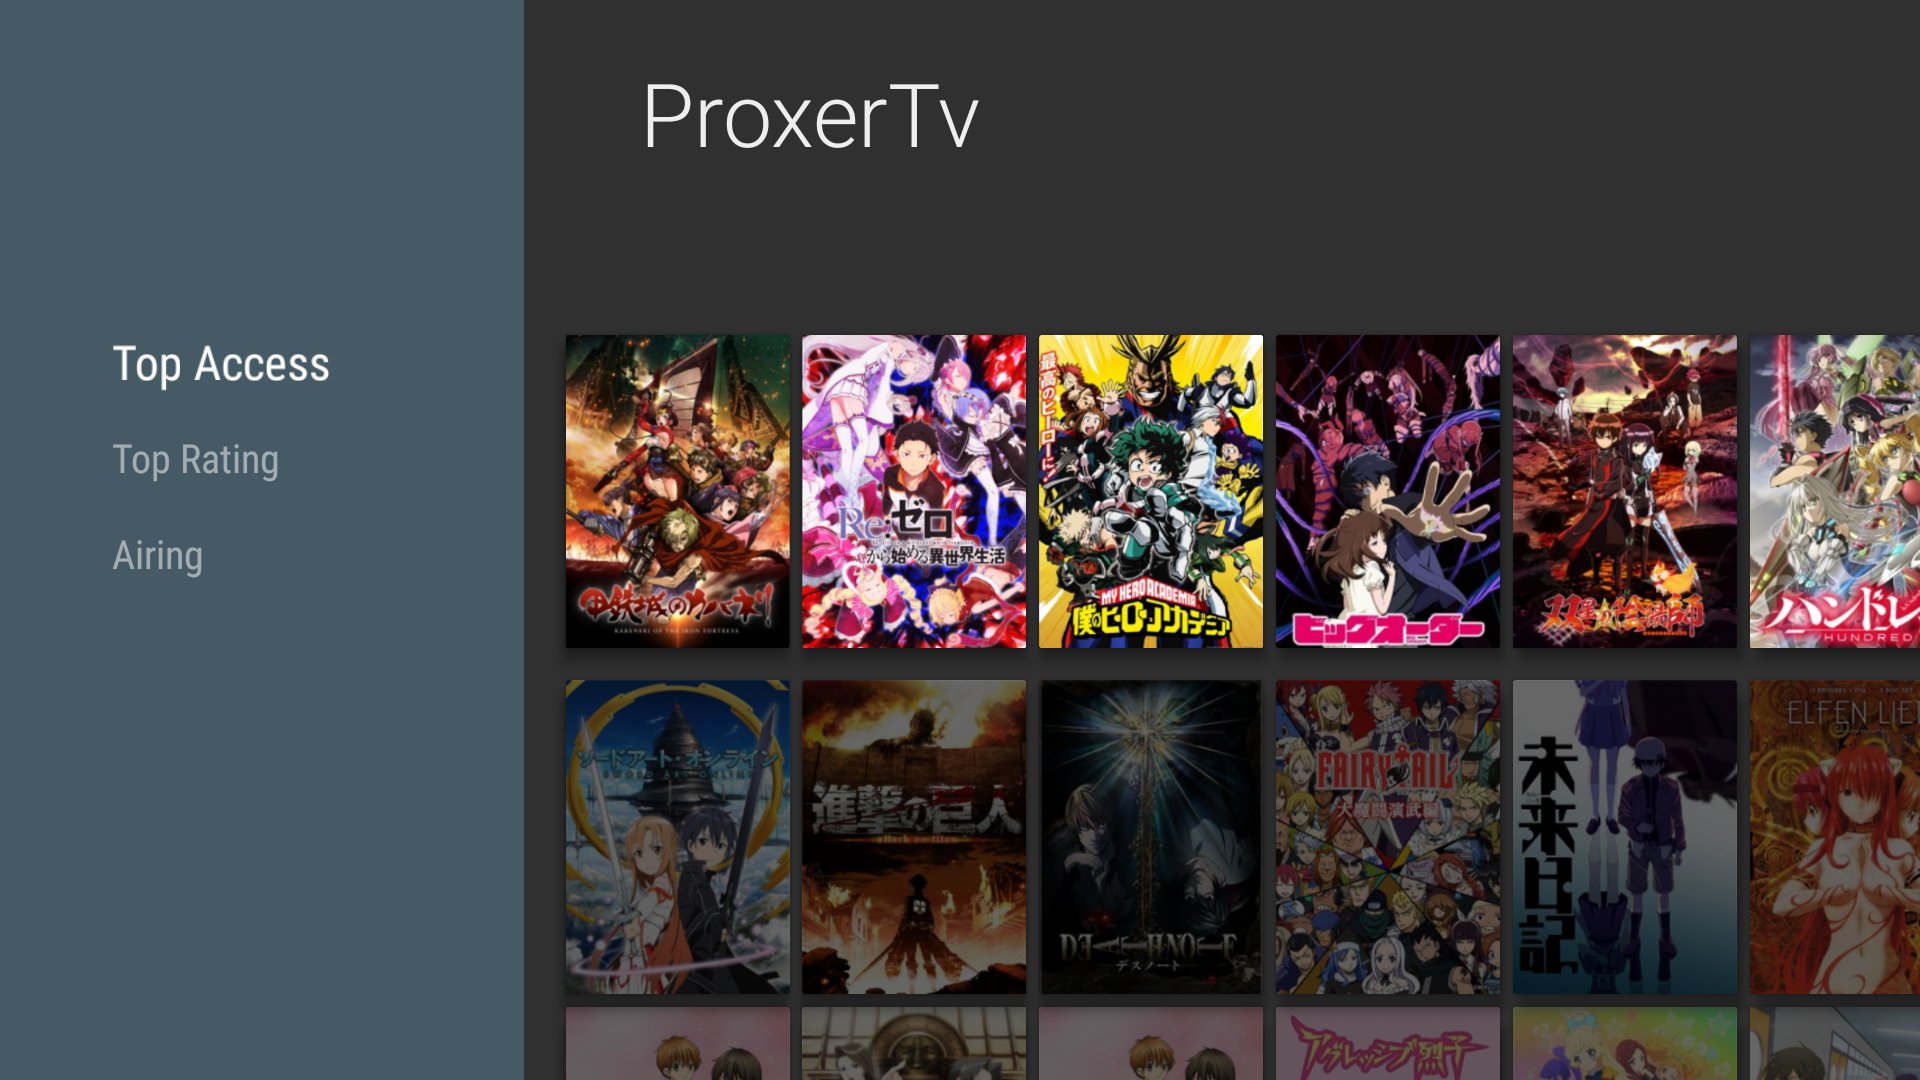 ProxerTv
Top Access
Top Rating
Airing
甲鉄城のカバネリ
KABANERI OF THE IRON FORTRESS
Re:ゼロ
から始める異世界生活
最高のヒーローに!
MY HERO ACADEMIA
僕のヒーローアカデミア
ビッグオーダー
双星の陰陽師
ハンドレ
HUNDRED
ソードアート・オンライン
SWORD ART ONLINE
進撃の巨人
attack on titan
DEATH NOTE
デスノート
FAIRY TAIL
大魔闘演武編
未来日記
ELFEN LIE
アグレッシブ烈子